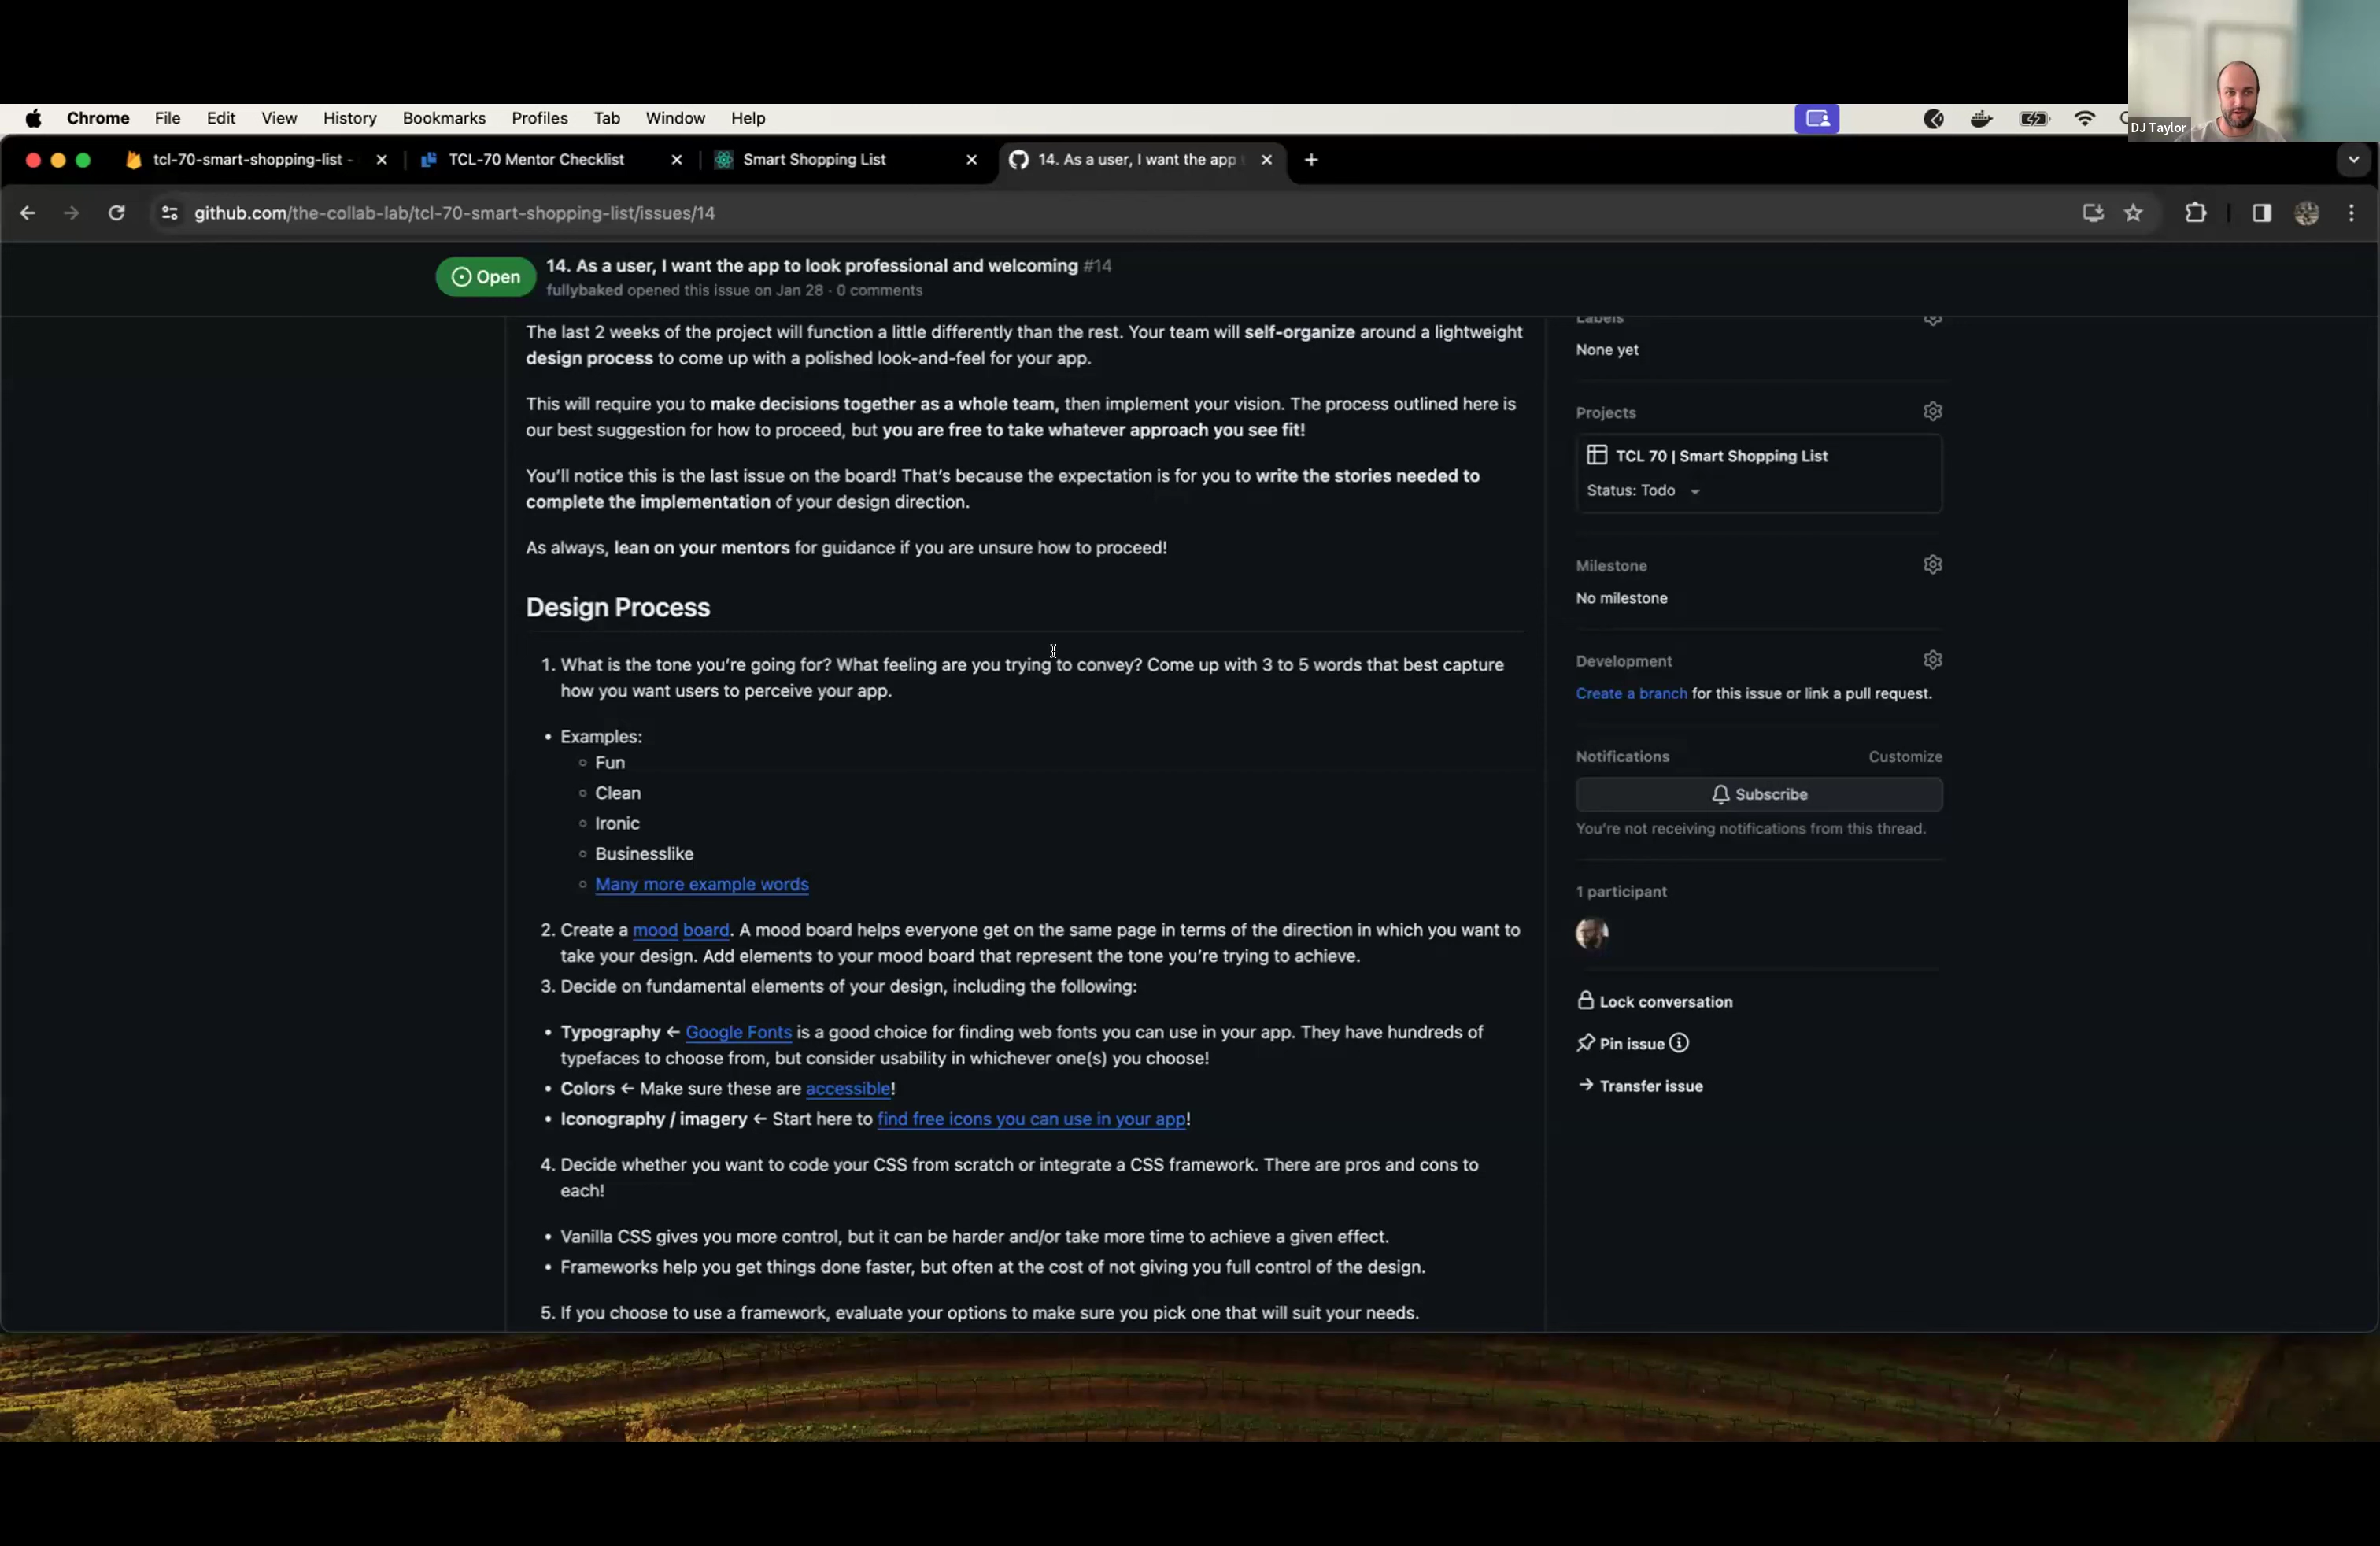 Chrome File Edit View History Bookmarks Profiles Tab Window Help
DJ Taylor
tcl-70-smart-shopping-list -
TCL-70 Mentor Checklist
Smart Shopping List
14. As a user, I want the app
github.com/the-collab-lab/tcl-70-smart-shopping-list/issues/14
Open
14. As a user, I want the app to look professional and welcoming #14
fullybaked opened this issue on Jan 28 · 0 comments
The last 2 weeks of the project will function a little differently than the rest. Your team will self-organize around a lightweight
design process to come up with a polished look-and-feel for your app.
This will require you to make decisions together as a whole team, then implement your vision. The process outlined here is
our best suggestion for how to proceed, but you are free to take whatever approach you see fit!
You’ll notice this is the last issue on the board! That’s because the expectation is for you to write the stories needed to
complete the implementation of your design direction.
As always, lean on your mentors for guidance if you are unsure how to proceed!
Design Process
1. What is the tone you’re going for? What feeling are you trying to convey? Come up with 3 to 5 words that best capture
how you want users to perceive your app.
• Examples:
○ Fun
○ Clean
○ Ironic
○ Businesslike
○ Many more example words
2. Create a mood board. A mood board helps everyone get on the same page in terms of the direction in which you want to
take your design. Add elements to your mood board that represent the tone you’re trying to achieve.
3. Decide on fundamental elements of your design, including the following:
• Typography ← Google Fonts is a good choice for finding web fonts you can use in your app. They have hundreds of
typefaces to choose from, but consider usability in whichever one(s) you choose!
• Colors ← Make sure these are accessible!
• Iconography / imagery ← Start here to find free icons you can use in your app!
4. Decide whether you want to code your CSS from scratch or integrate a CSS framework. There are pros and cons to
each!
• Vanilla CSS gives you more control, but it can be harder and/or take more time to achieve a given effect.
• Frameworks help you get things done faster, but often at the cost of not giving you full control of the design.
5. If you choose to use a framework, evaluate your options to make sure you pick one that will suit your needs.
Labels
None yet
Projects
TCL 70 | Smart Shopping List
Status: Todo
Milestone
No milestone
Development
Create a branch for this issue or link a pull request.
Notifications Customize
Subscribe
You’re not receiving notifications from this thread.
1 participant
Lock conversation
Pin issue
Transfer issue